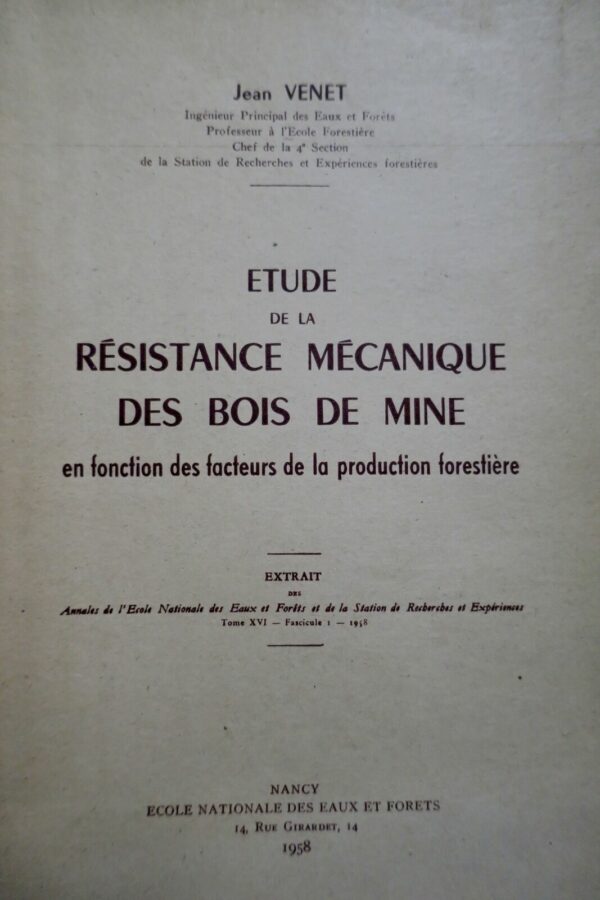 Jean VENET
Ingénieur Principal des Eaux et Forêts
Professeur à l'Ecole Forestière
Chef de la 4e Section
de la Station de Recherches et Expériences forestières
ETUDE
DE LA
RÉSISTANCE MÉCANIQUE
DES BOIS DE MINE
en fonction des facteurs de la production forestière
EXTRAIT
DES
Annales de l'Ecole Nationale des Eaux et Forêts et de la Station de Recherches et Expériences
Tome XVI — Fascicule 1 — 1958
NANCY
ECOLE NATIONALE DES EAUX ET FORETS
14, RUE GIRARDET, 14
1958